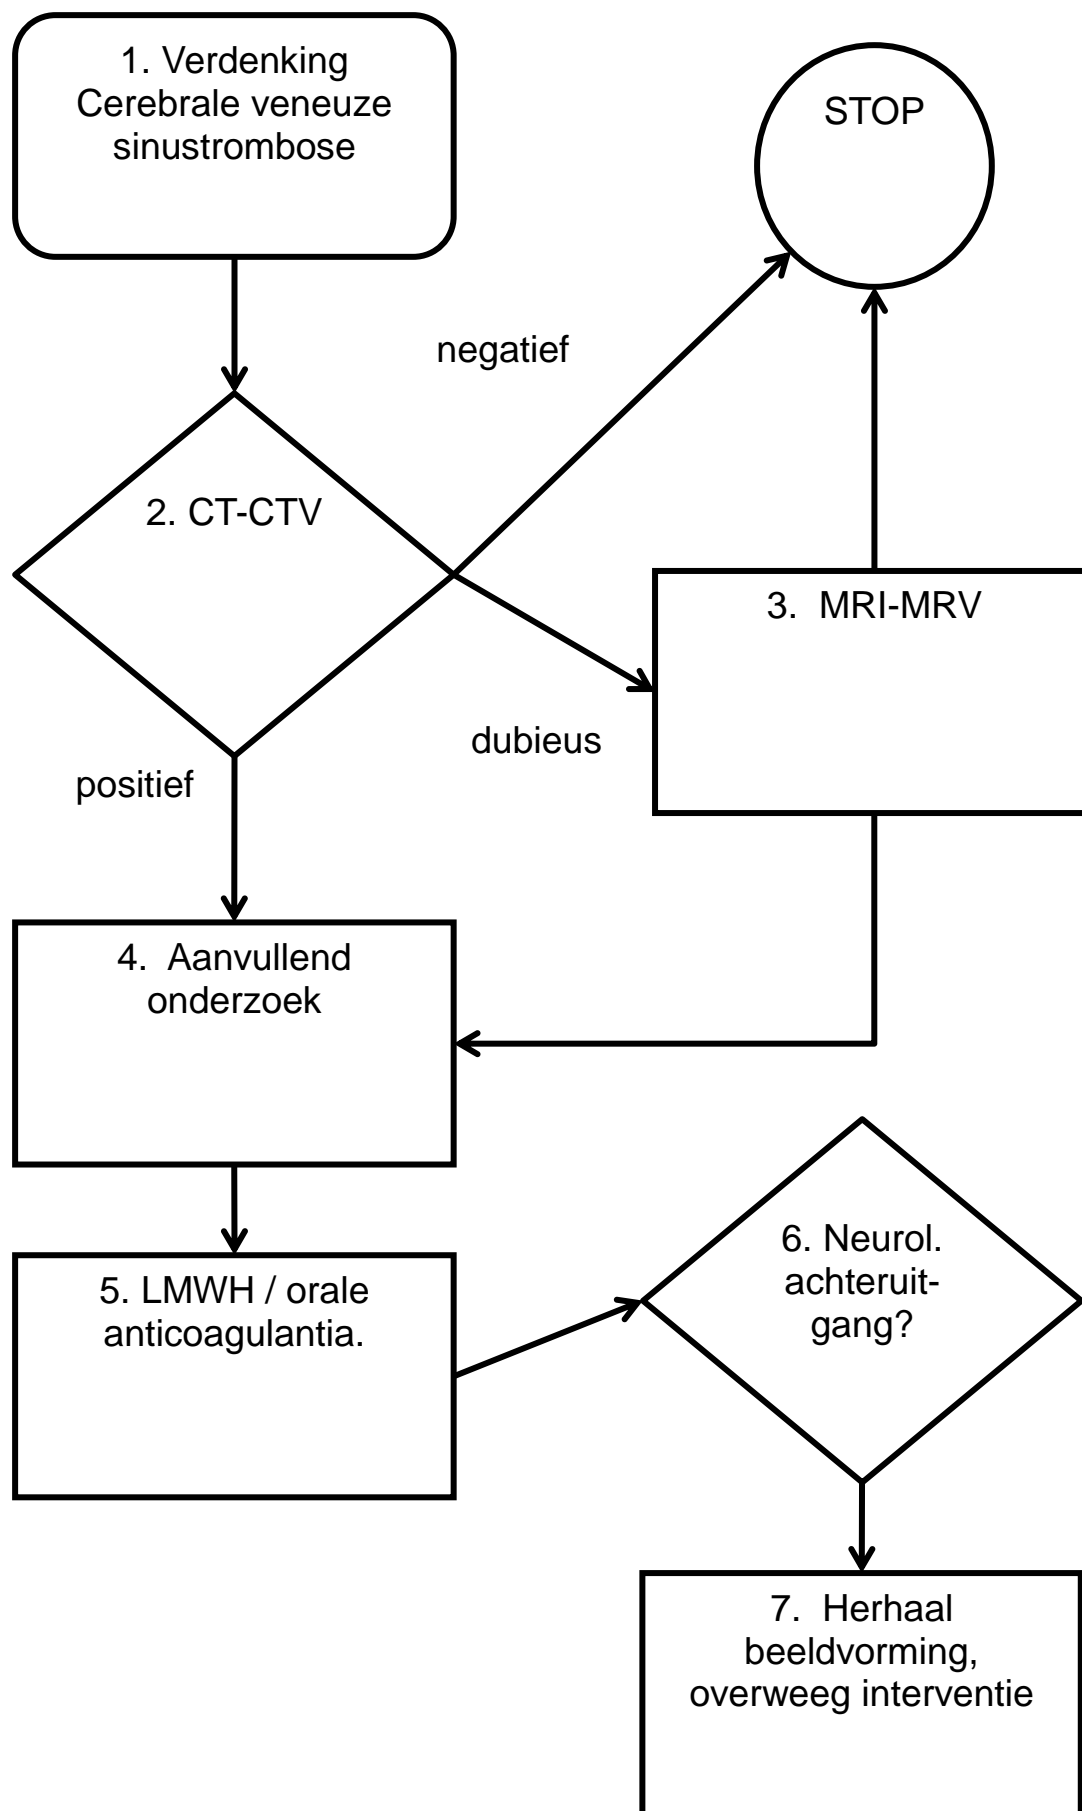 1. Verdenking
Cerebrale veneuze
sinustrombose
STOP
negatief
2. CT-CTV
3. MRI-MRV
dubieus
positief
4. Aanvullend
onderzoek
5. LMWH / orale
anticoagulantia.
6. Neurol.
achteruit-
gang?
7. Herhaal
beeldvorming,
overweeg interventie